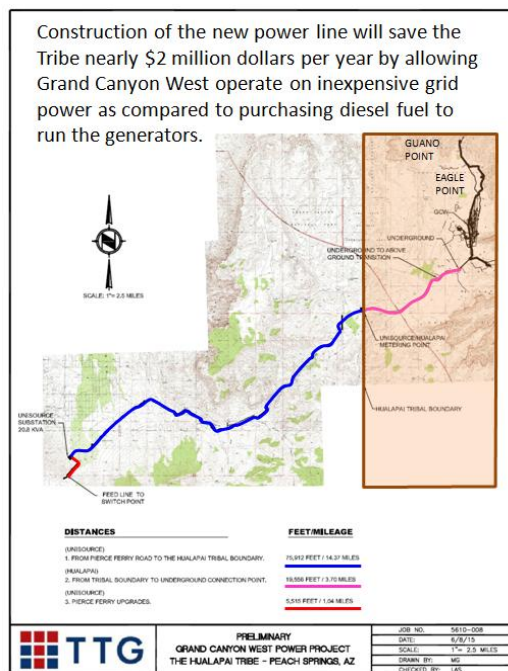 Construction of the new power line will save the
Tribe nearly $2 million dollars per year by allowing
Grand Canyon West operate on inexpensive grid
power as compared to purchasing diesel fuel to
run the generators.
GUANO
POINT
EAGLE
POINT
GCW
UNDERGROUND
UNDERGROUND TO ABOVE
GROUND TRANSITION
SCALE: 1"= 2.5 MILES
UNISOURCE/HUALAPAI
METERING POINT
HUALAPAI TRIBAL BOUNDARY
UNISOURCE
SUBSTATION
20.8 KVA
FEED LINE TO
SWITCH POINT
DISTANCES FEET/MILEAGE
(UNISOURCE)
1. FROM PIERCE FERRY ROAD TO THE HUALAPAI TRIBAL BOUNDARY. 75,912 FEET / 14.37 MILES
(HUALAPAI)
2. FROM TRIBAL BOUNDARY TO UNDERGROUND CONNECTION POINT. 19,556 FEET / 3.70 MILES
(UNISOURCE)
3. PIERCE FERRY UPGRADES. 5,515 FEET / 1.04 MILES
TTG
PRELIMINARY
GRAND CANYON WEST POWER PROJECT
THE HUALAPAI TRIBE - PEACH SPRINGS, AZ
JOB NO. 5610-008
DATE: 6/8/15
SCALE: 1"= 2.5 MILES
DRAWN BY: MG
CHECKED BY: LAS